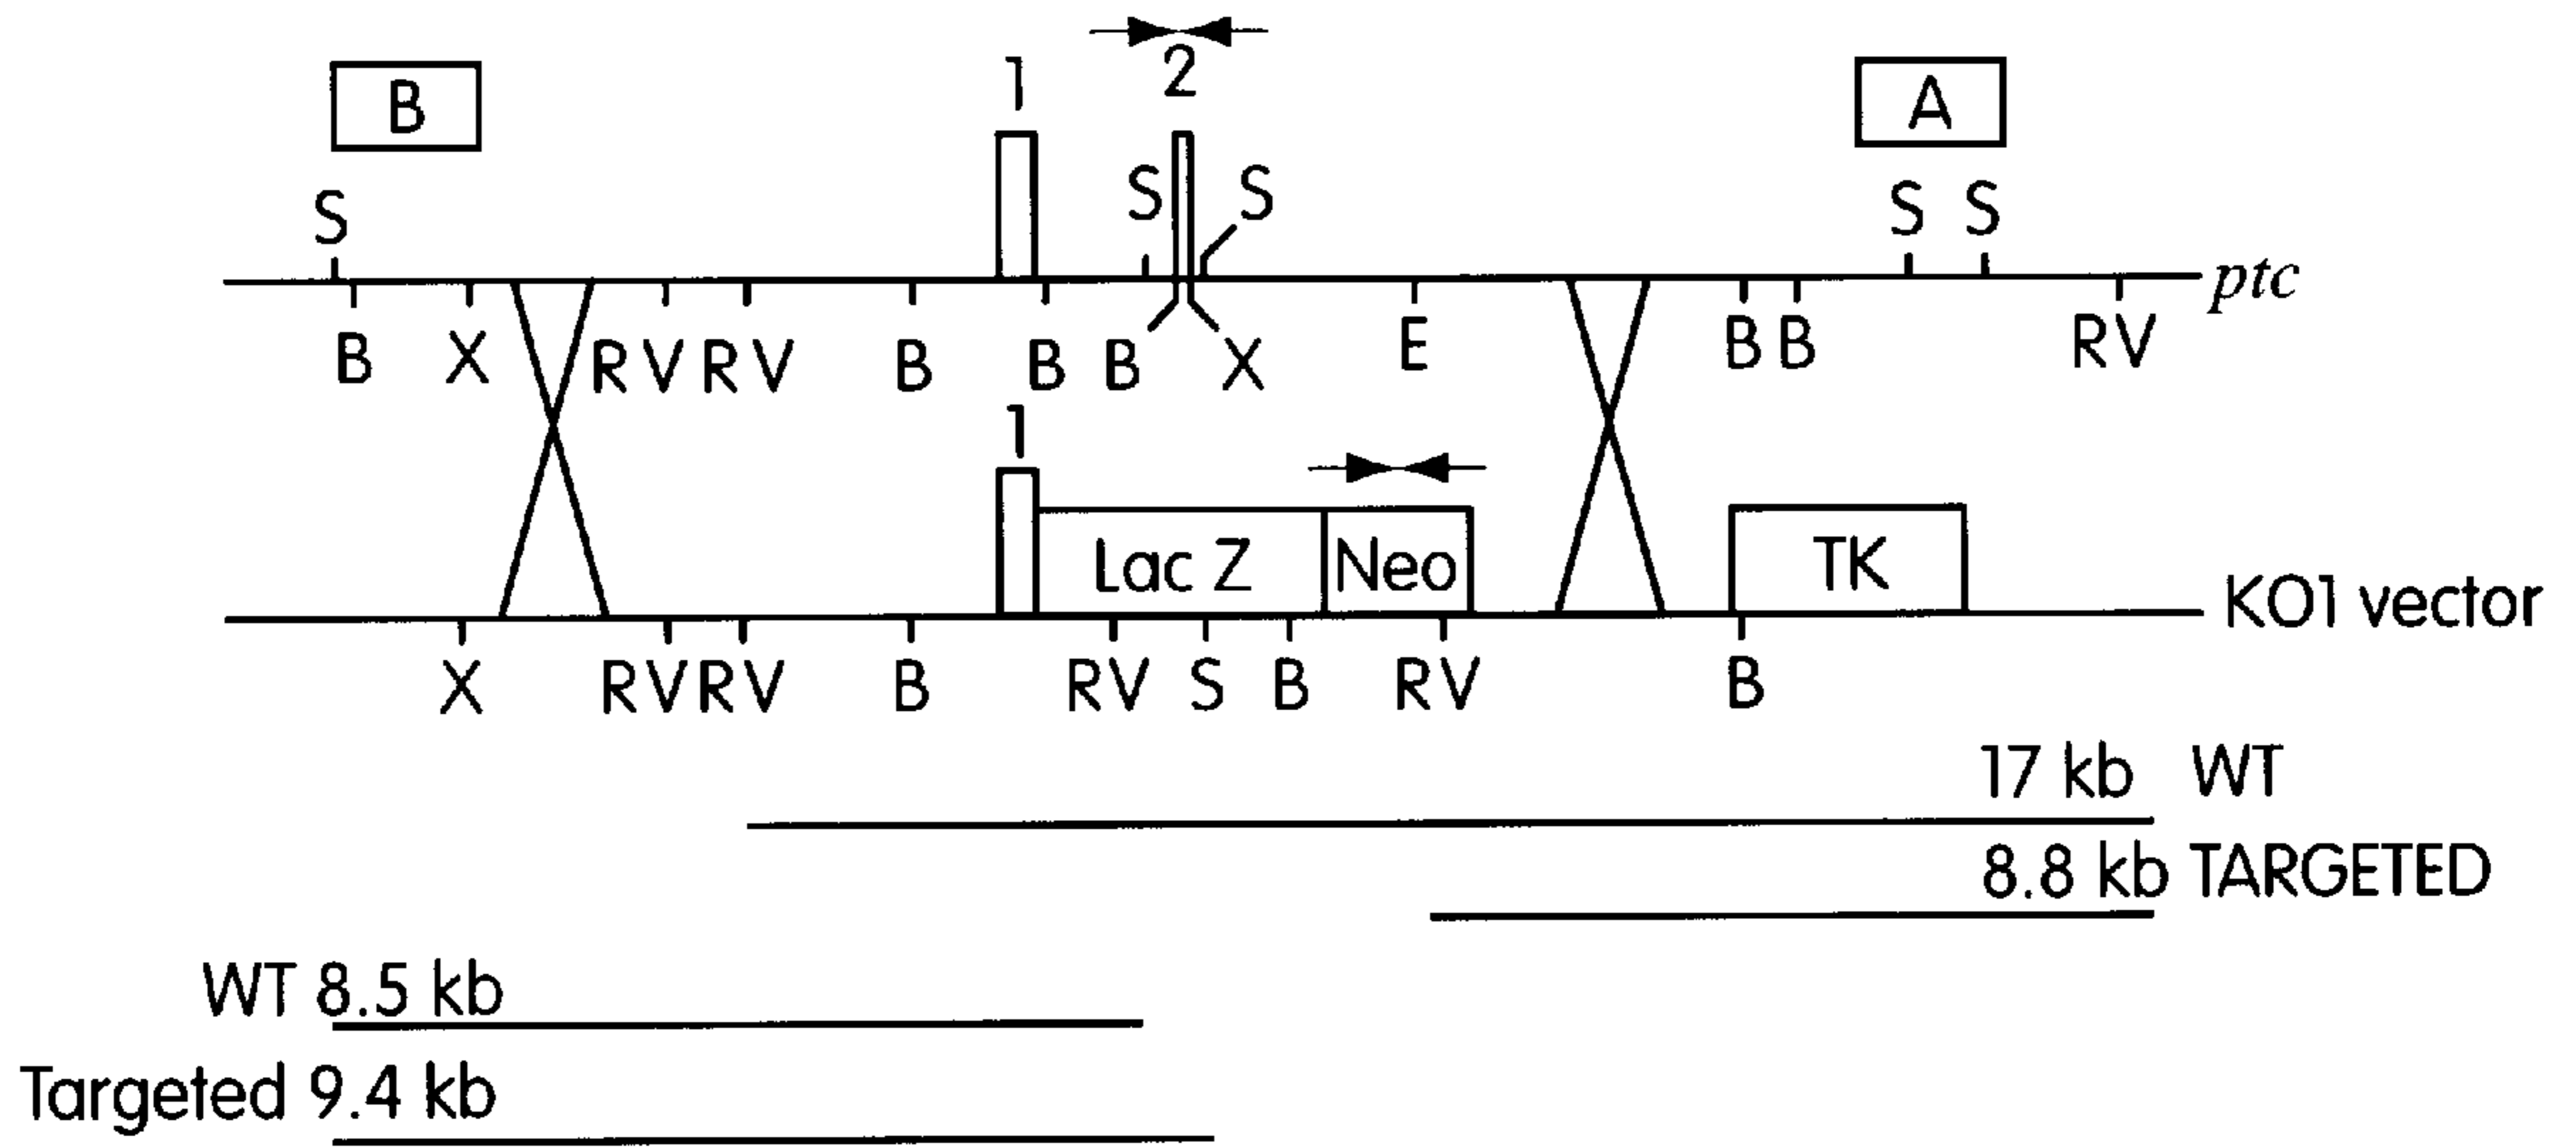 2
1
B
A
S
S
S
S
S
ptc
B X RV RV B B B X E B B RV
1
Lac Z Neo
TK
KO1 vector
X RV RV B RV S B RV B
17 kb WT
8.8 kb TARGETED
WT 8.5 kb
Targeted 9.4 kb